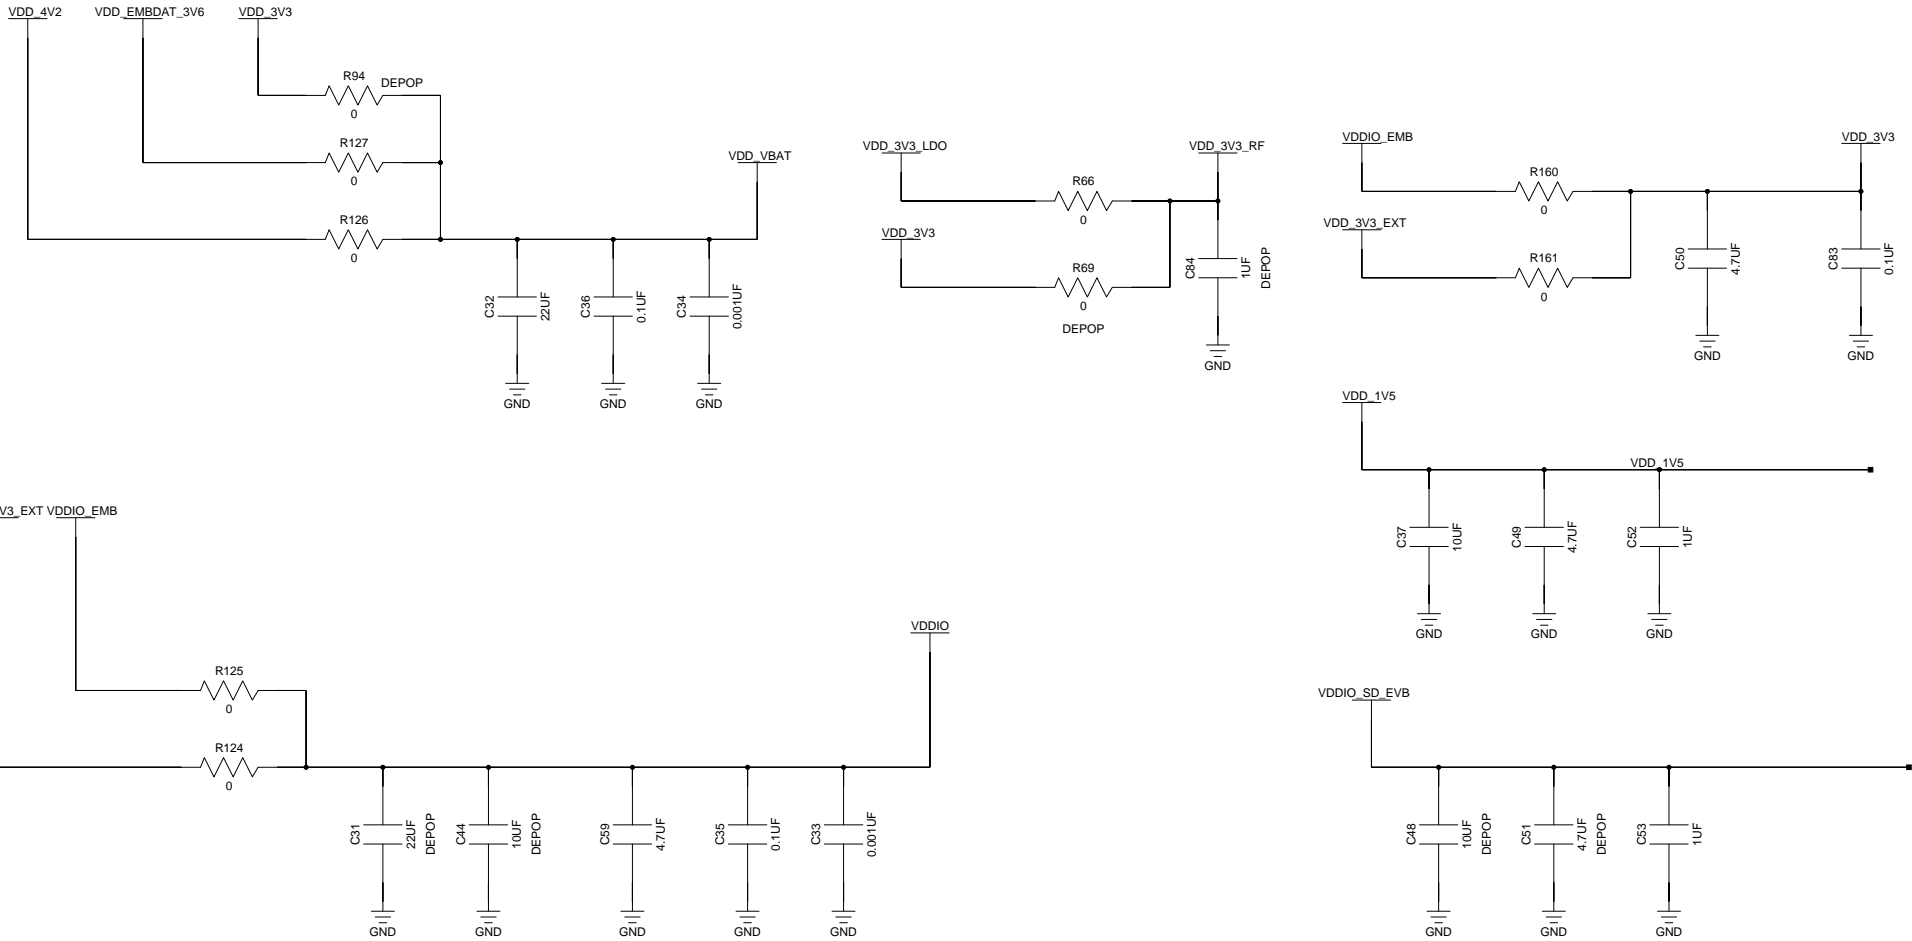 VDD_4V2
VDD_EMBDAT_3V6
VDD_3V3
R94
DEPOP
0
R127
0
R126
0
VDD_VBAT
C32
22UF
C36
0.1UF
C34
0.001UF
GND
GND
GND
VDD_3V3_LDO
VDD_3V3_RF
R66
0
VDD_3V3
R69
0
DEPOP
C84
1UF
DEPOP
GND
VDDIO_EMB
VDD_3V3
R160
0
VDD_3V3_EXT
R161
0
C50
4.7UF
C83
0.1UF
GND
GND
VDD_1V5
VDD_1V5
C37
10UF
C49
4.7UF
C52
1UF
GND
GND
GND
V3_EXT
VDDIO_EMB
R125
0
R124
0
VDDIO
C31
22UF
DEPOP
C44
10UF
DEPOP
C59
4.7UF
C35
0.1UF
C33
0.001UF
GND
GND
GND
GND
GND
VDDIO_SD_EVB
C48
10UF
DEPOP
C51
4.7UF
DEPOP
C53
1UF
GND
GND
GND